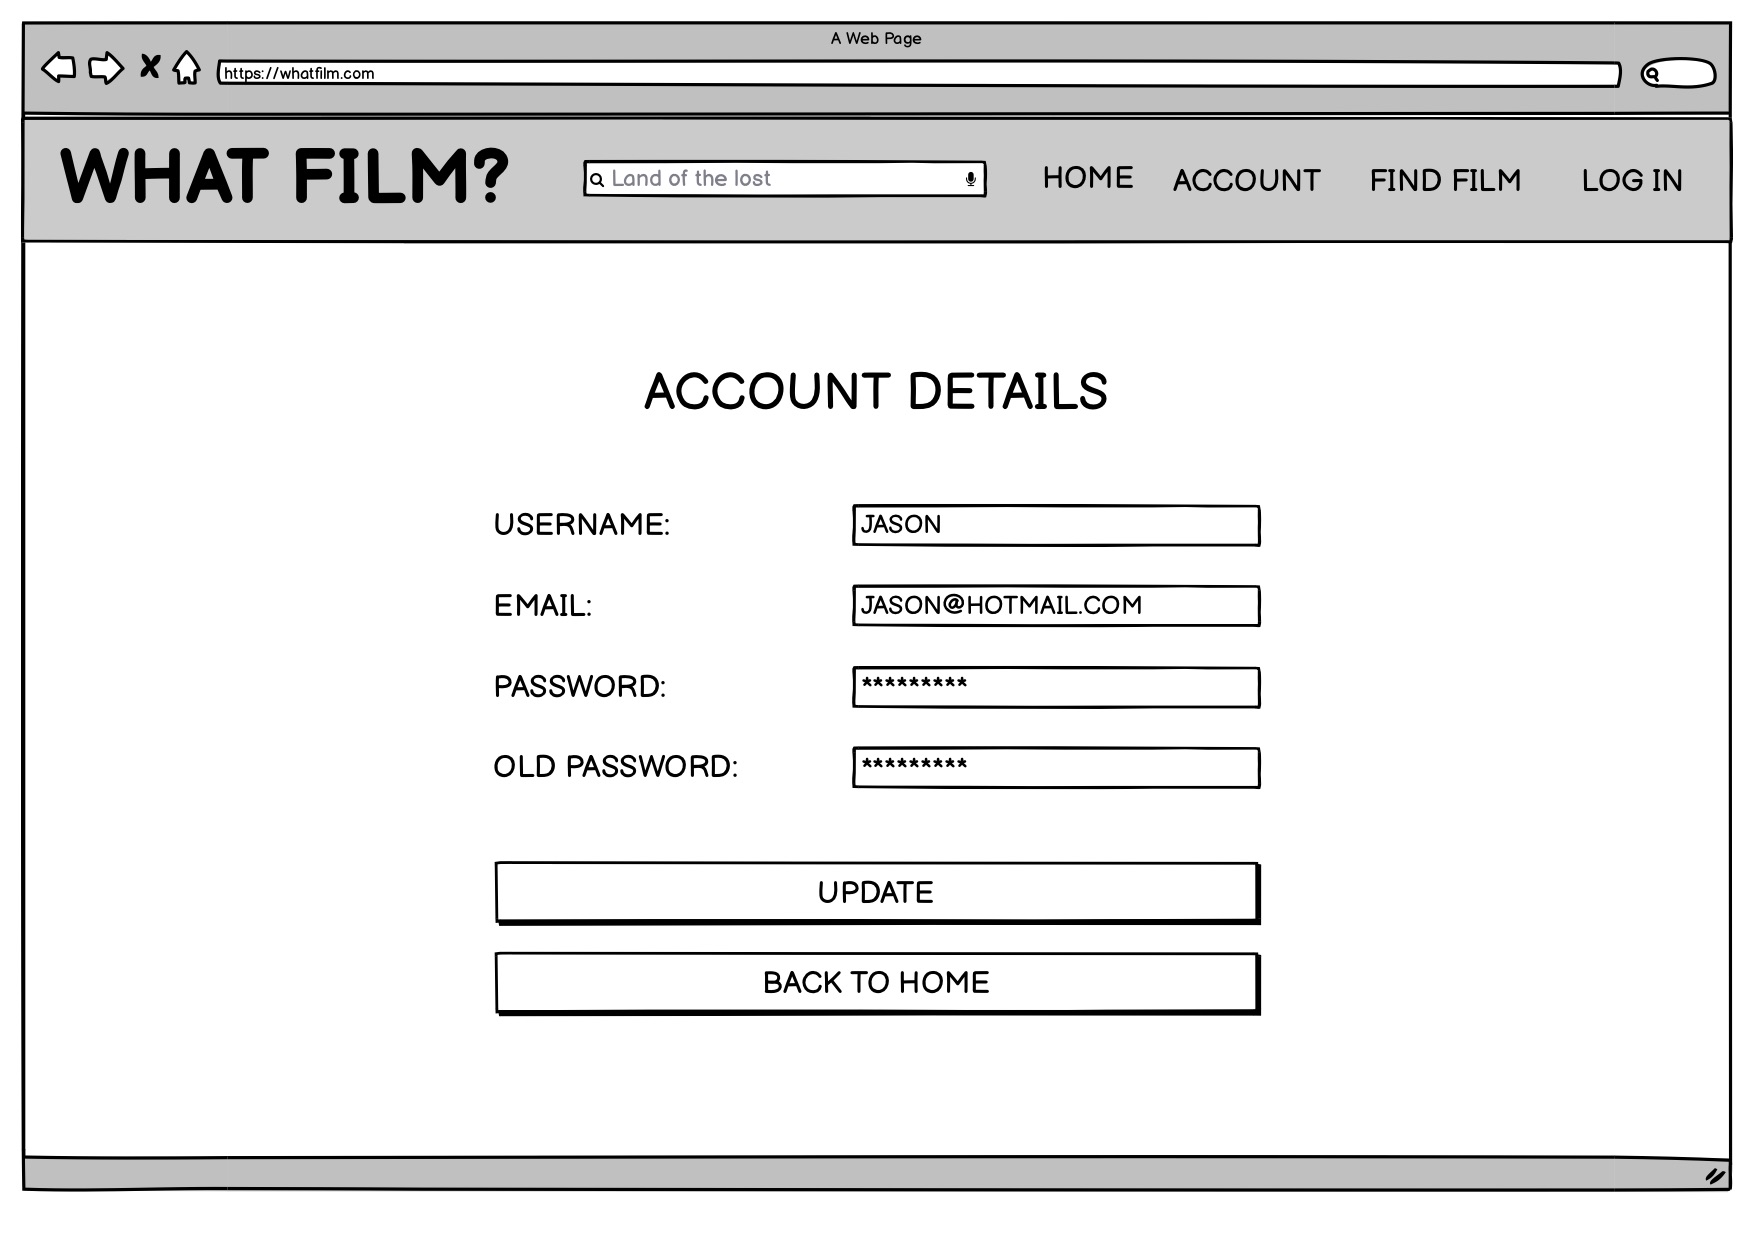 A Web Page
https://whatfilm.com
WHAT FILM?
Land of the lost
HOME
ACCOUNT
FIND FILM
LOG IN
ACCOUNT DETAILS
USERNAME:
JASON
EMAIL:
JASON@HOTMAIL.COM
PASSWORD:
*********
OLD PASSWORD:
*********
UPDATE
BACK TO HOME